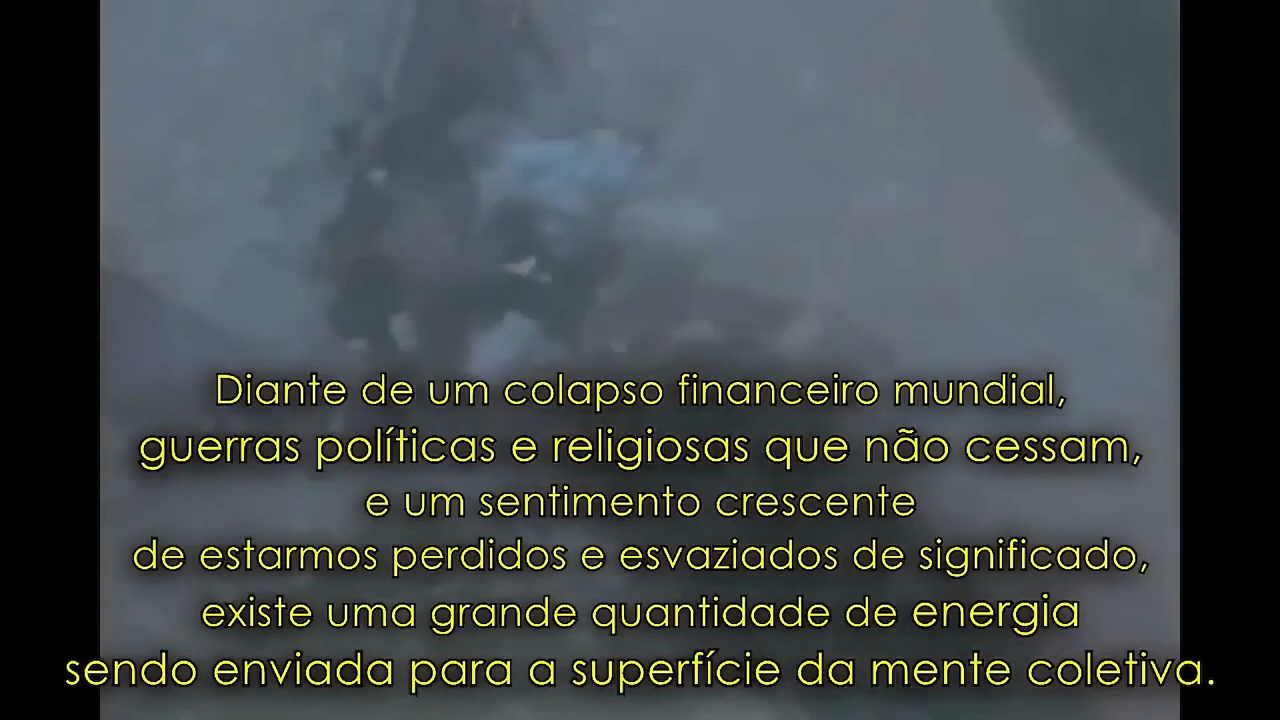 Diante de um colapso financeiro mundial,
guerras políticas e religiosas que não cessam,
e um sentimento crescente
de estarmos perdidos e esvaziados de significado,
existe uma grande quantidade de energia
sendo enviada para a superfície da mente coletiva.